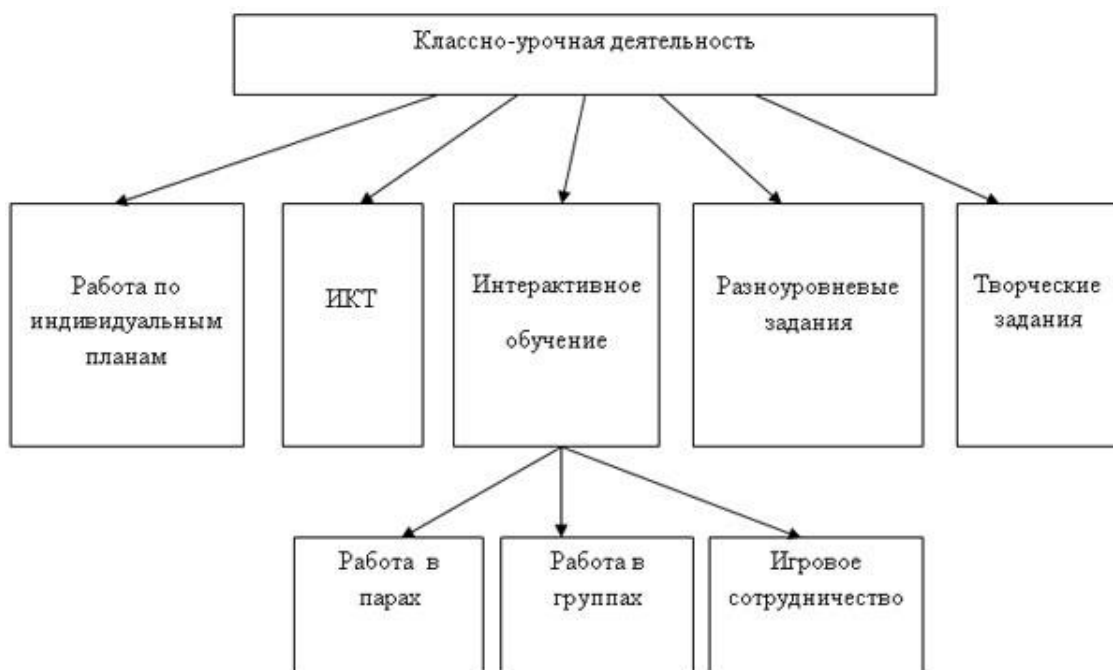 Классно-урочная деятельность
Работа по
индивидуальным
планам
ИКТ
Интерактивное
обучение
Разноуровневые
задания
Творческие
задания
Работа в
парах
Работа в
группах
Игровое
сотрудничество